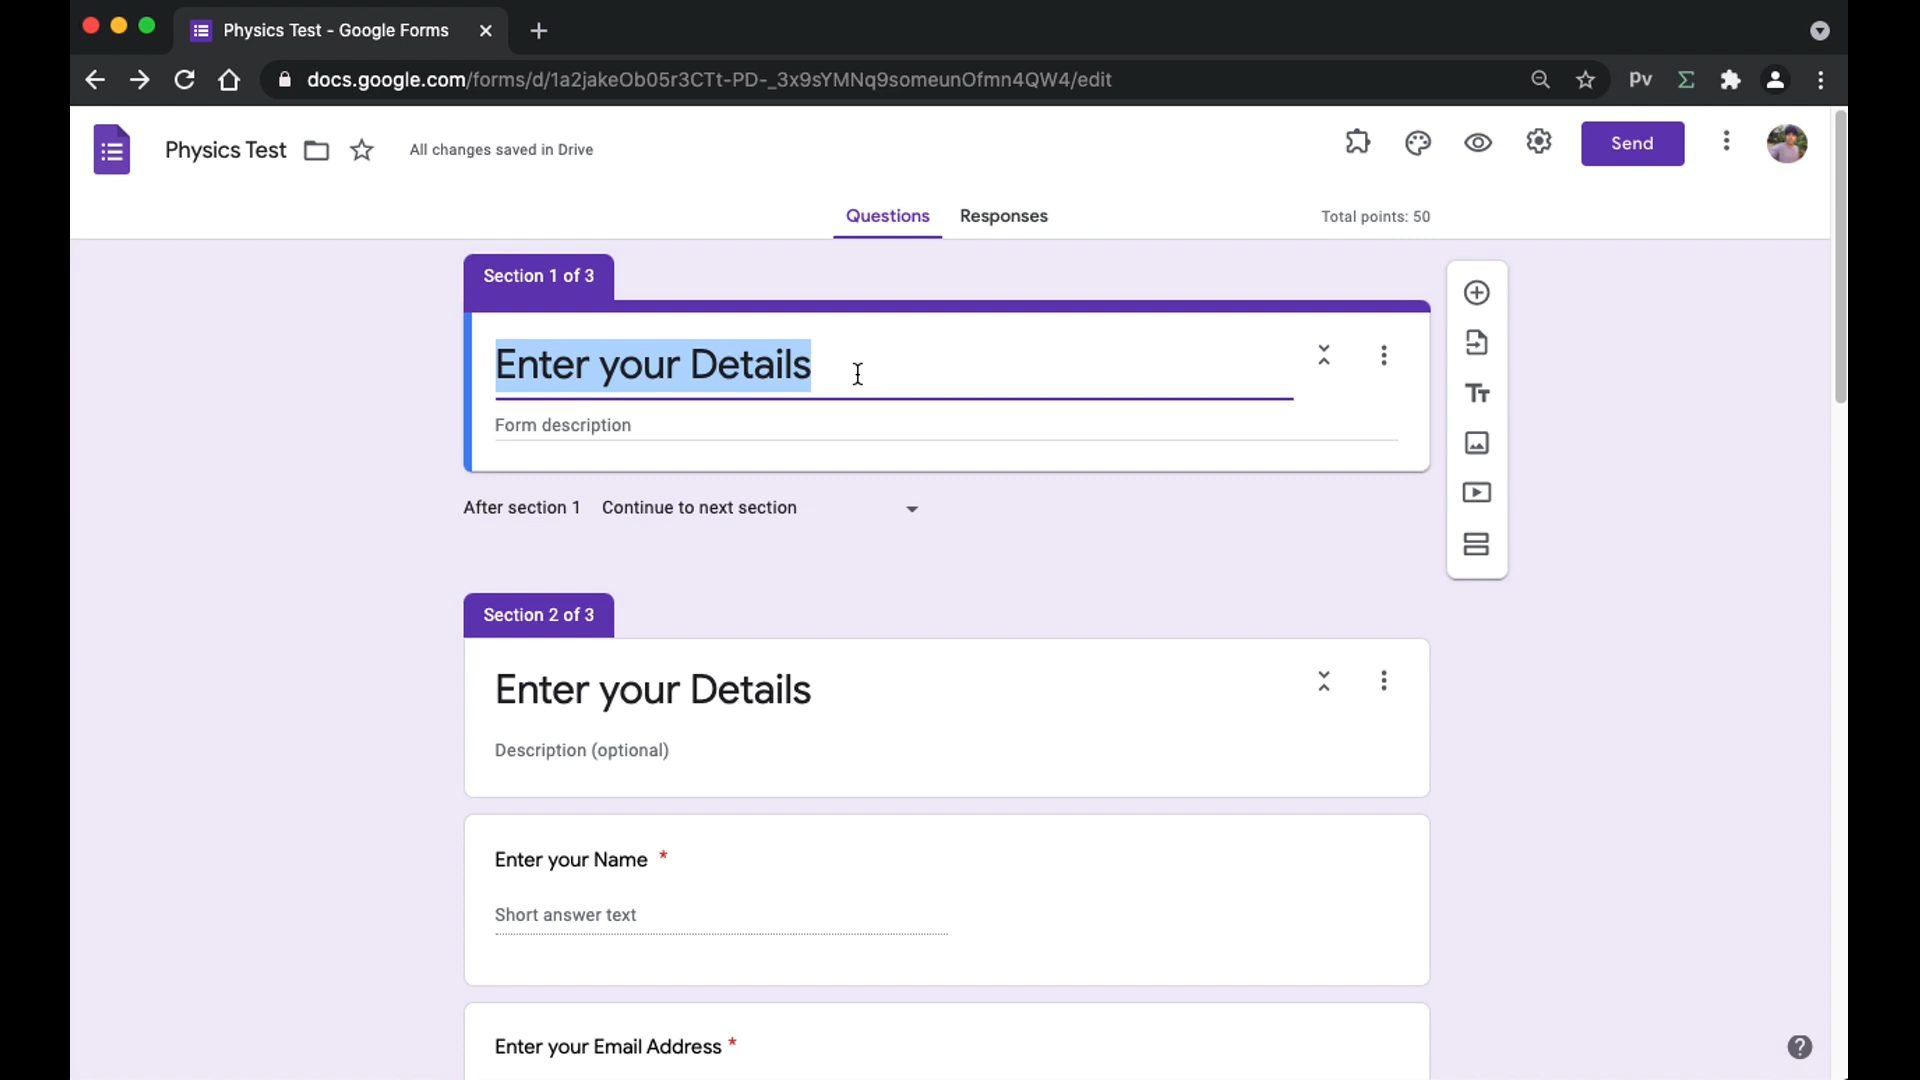 Physics Test - Google Forms
docs.google.com/forms/d/1a2jakeOb05r3CTt-PD-_3x9sYMNq9someunOfmn4QW4/edit
PV Σ
Physics Test
All changes saved in Drive
Send
Questions
Responses
Total points: 50
Section 1 of 3
Enter your Details
Form description
After section 1 Continue to next section
Section 2 of 3
Enter your Details
Description (optional)
Enter your Name *
Short answer text
Enter your Email Address *